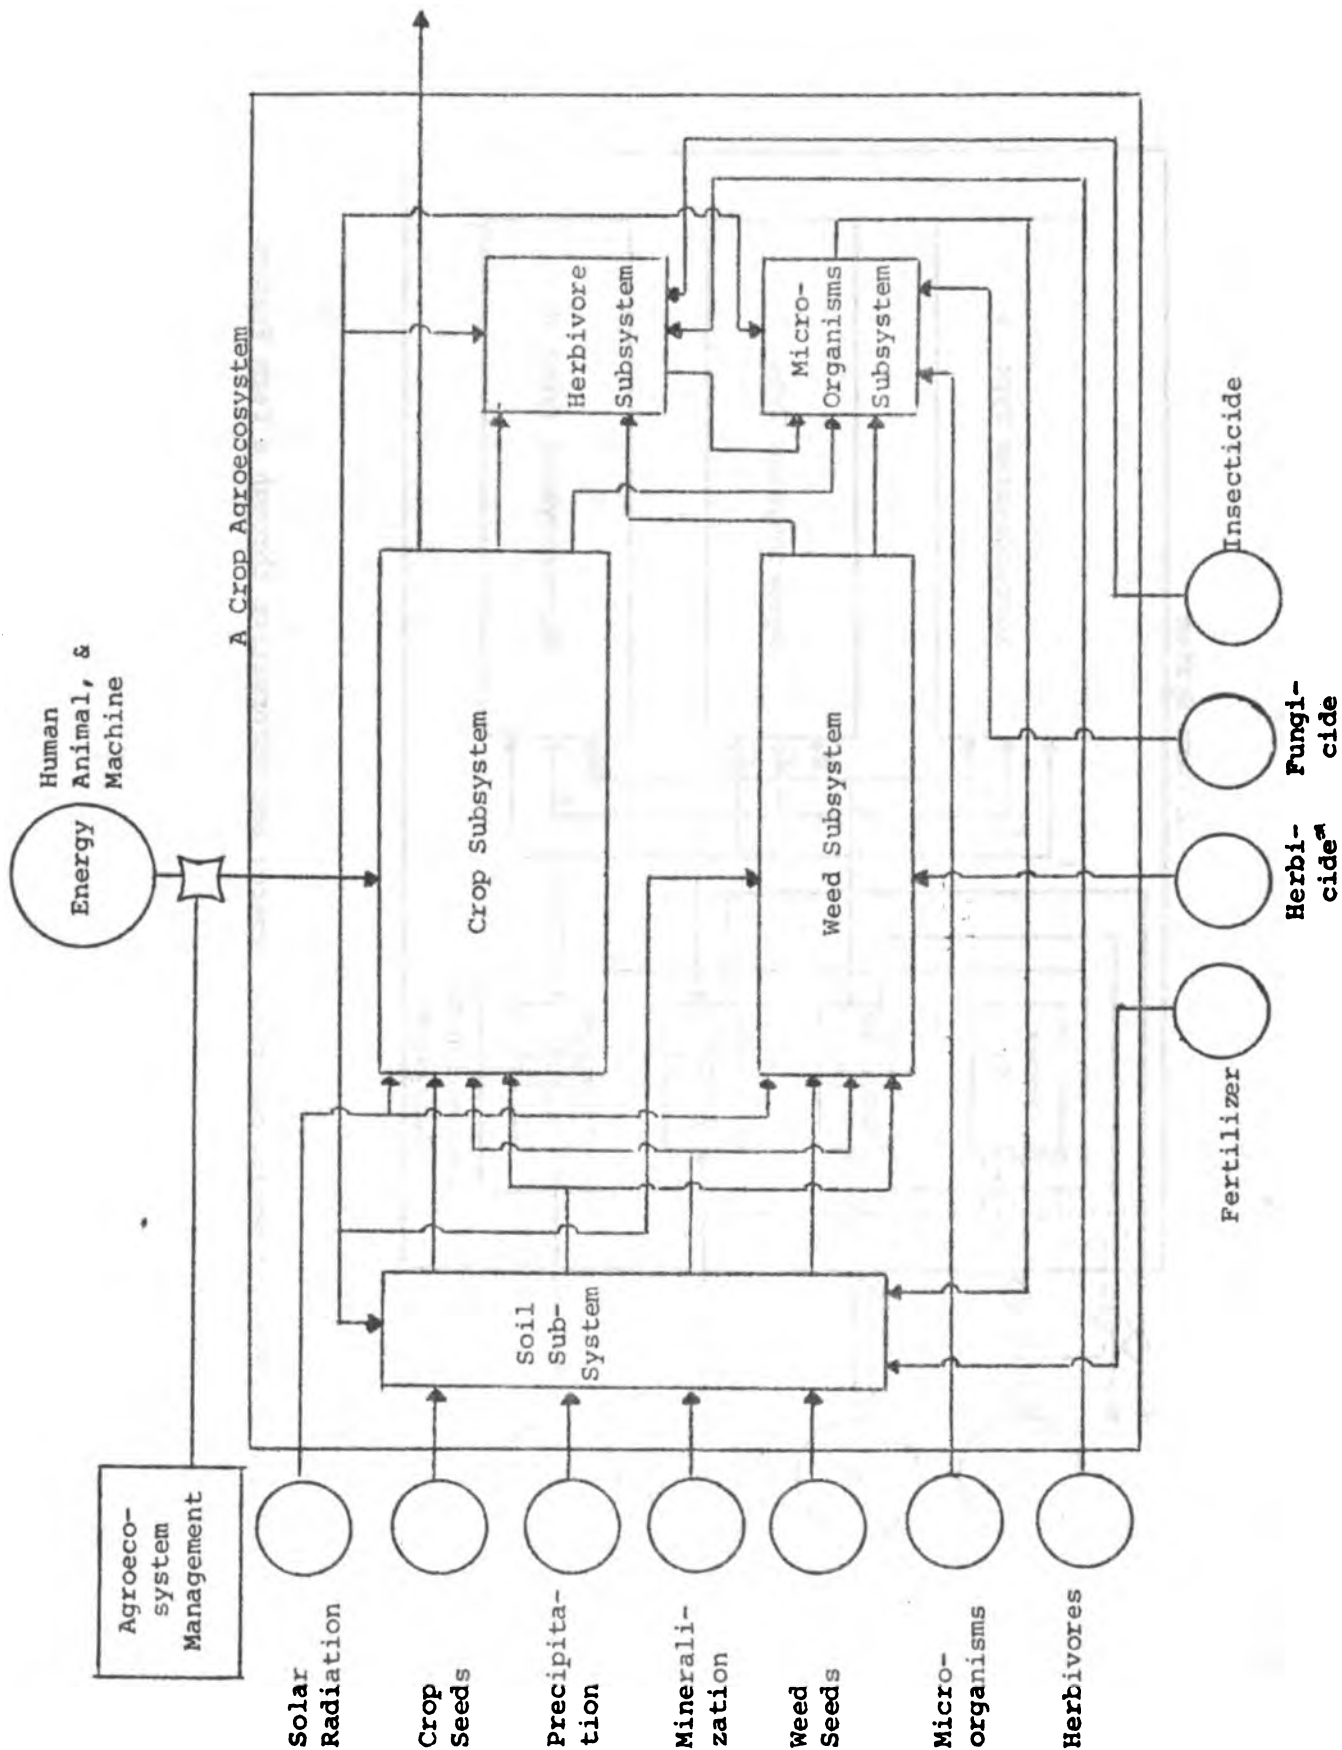 Human
Animal, &
Machine
Energy
Agroeco-
system
Management
A Crop Agroecosystem
Solar
Radiation
Crop
Seeds
Precipita-
tion
Minerali-
zation
Weed
Seeds
Micro-
organisms
Herbivores
Soil
Sub-
System
Crop Subsystem
Weed Subsystem
Herbivore
Subsystem
Micro-
Organisms
Subsystem
Fertilizer
Herbi-
cide
Fungi-
cide
Insecticide